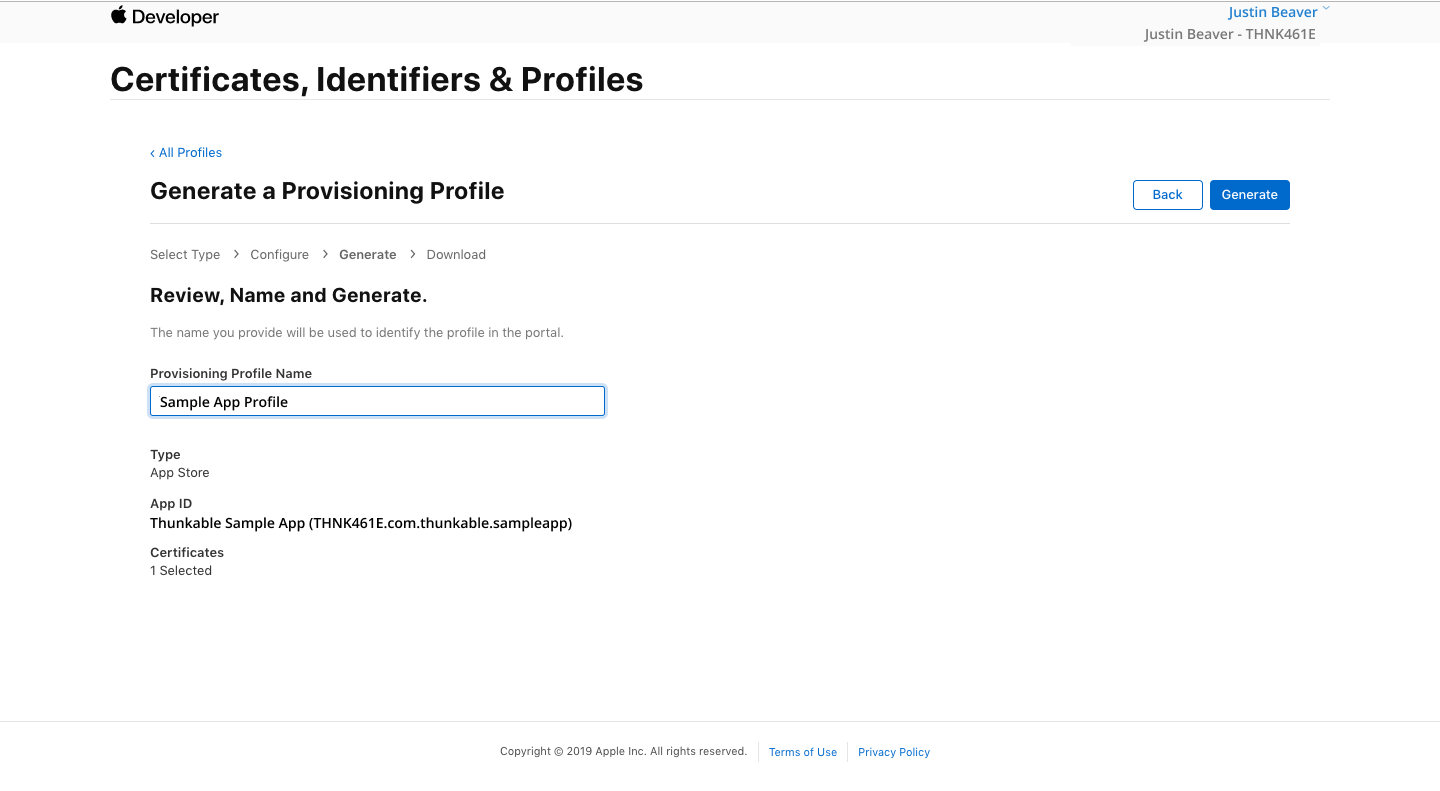 Developer
Justin Beaver
Justin Beaver - THNK461E
Certificates, Identifiers & Profiles
‹ All Profiles
Generate a Provisioning Profile
Back
Generate
Select Type > Configure > Generate > Download
Review, Name and Generate.
The name you provide will be used to identify the profile in the portal.
Provisioning Profile Name
Sample App Profile
Type
App Store
App ID
Thunkable Sample App (THNK461E.com.thunkable.sampleapp)
Certificates
1 Selected
Copyright © 2019 Apple Inc. All rights reserved. Terms of Use Privacy Policy